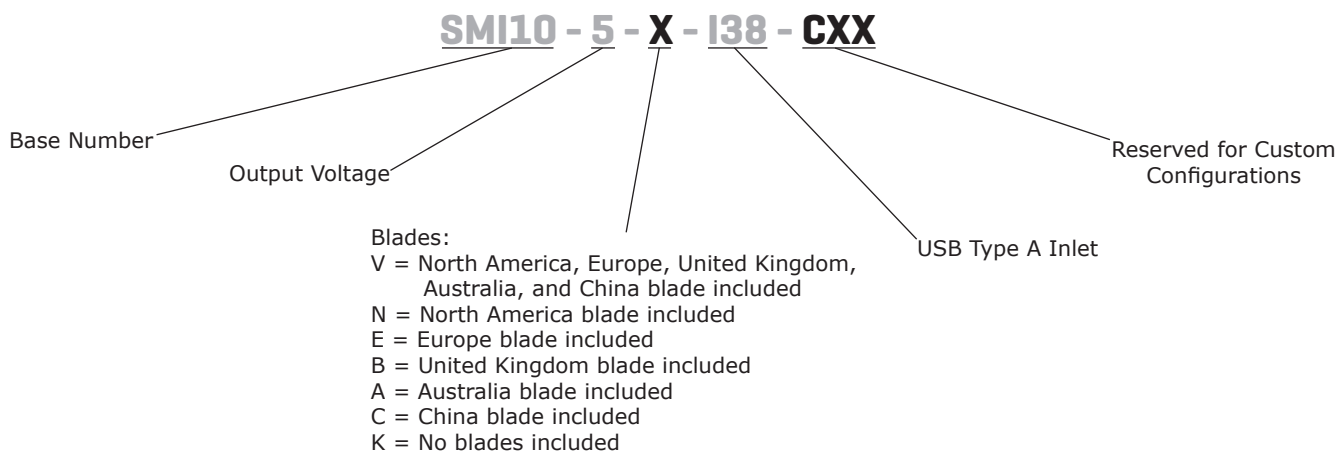 SMI10 - 5 - X - I38 - CXX
Base Number
Output Voltage
Reserved for Custom
Configurations
USB Type A Inlet
Blades:
V = North America, Europe, United Kingdom,
Australia, and China blade included
N = North America blade included
E = Europe blade included
B = United Kingdom blade included
A = Australia blade included
C = China blade included
K = No blades included